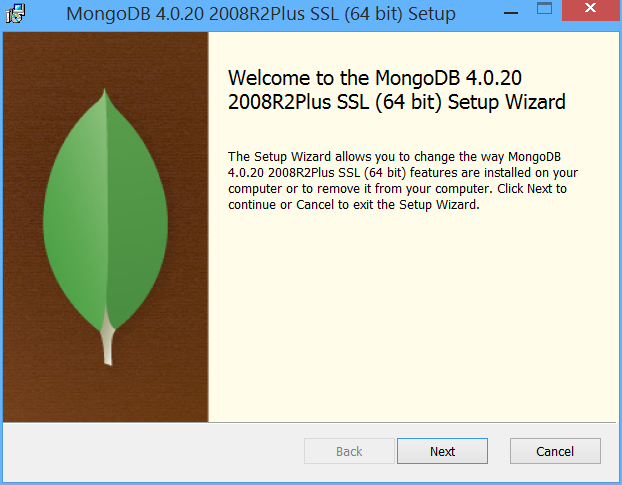 MongoDB 4.0.20 2008R2Plus SSL (64 bit) Setup
Welcome to the MongoDB 4.0.20
2008R2Plus SSL (64 bit) Setup Wizard
The Setup Wizard allows you to change the way MongoDB
4.0.20 2008R2Plus SSL (64 bit) features are installed on your
computer or to remove it from your computer. Click Next to
continue or Cancel to exit the Setup Wizard.
Back
Next
Cancel